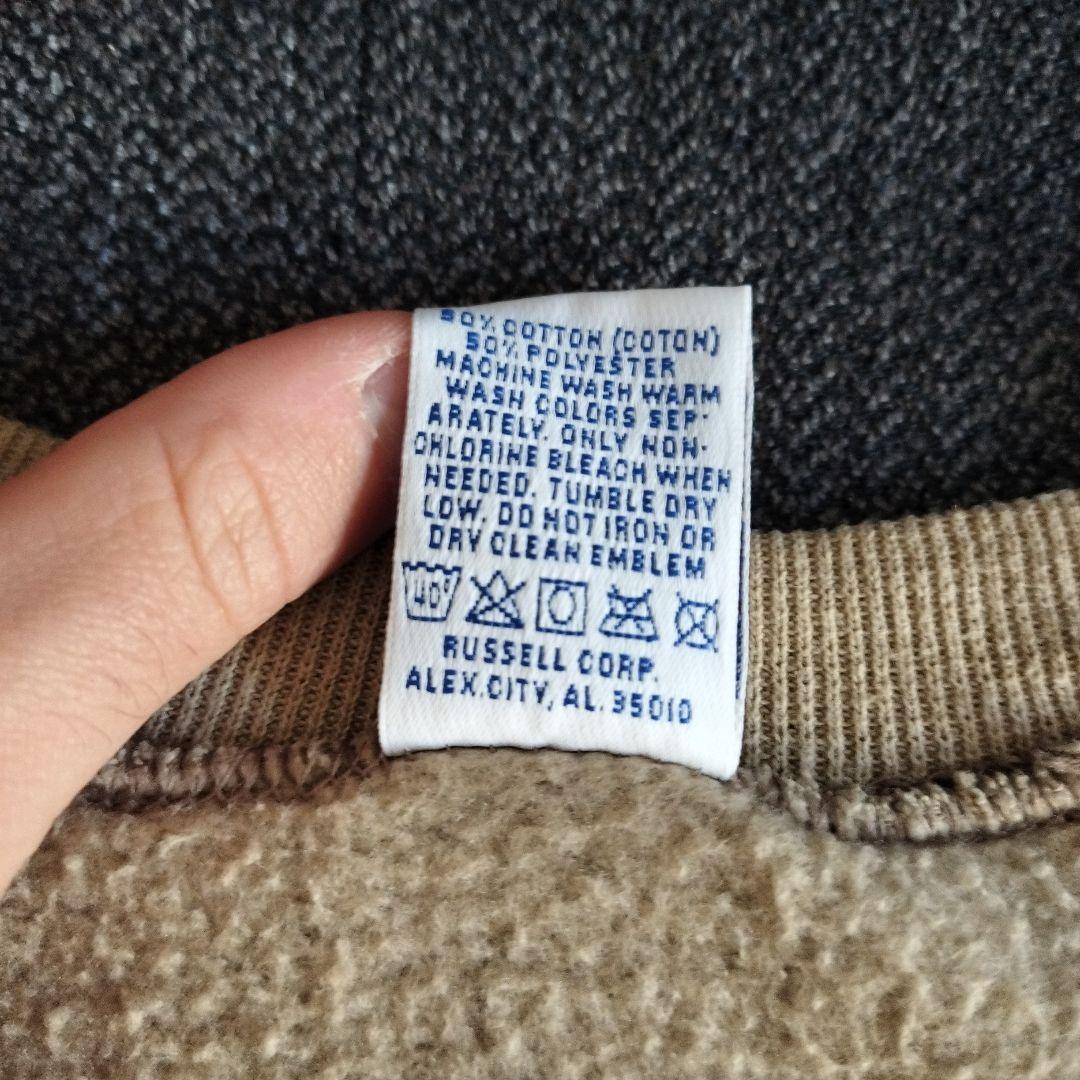 50% COTTON (COTON)
50% POLYESTER
MACHINE WASH WARM
WASH COLORS SEP-
ARATELY. ONLY NON-
CHLORINE BLEACH WHEN
NEEDED. TUMBLE DRY
LOW. DO NOT IRON OR
DRY CLEAN EMBLEM
40°
RUSSELL CORP.
ALEX.CITY, AL. 35010